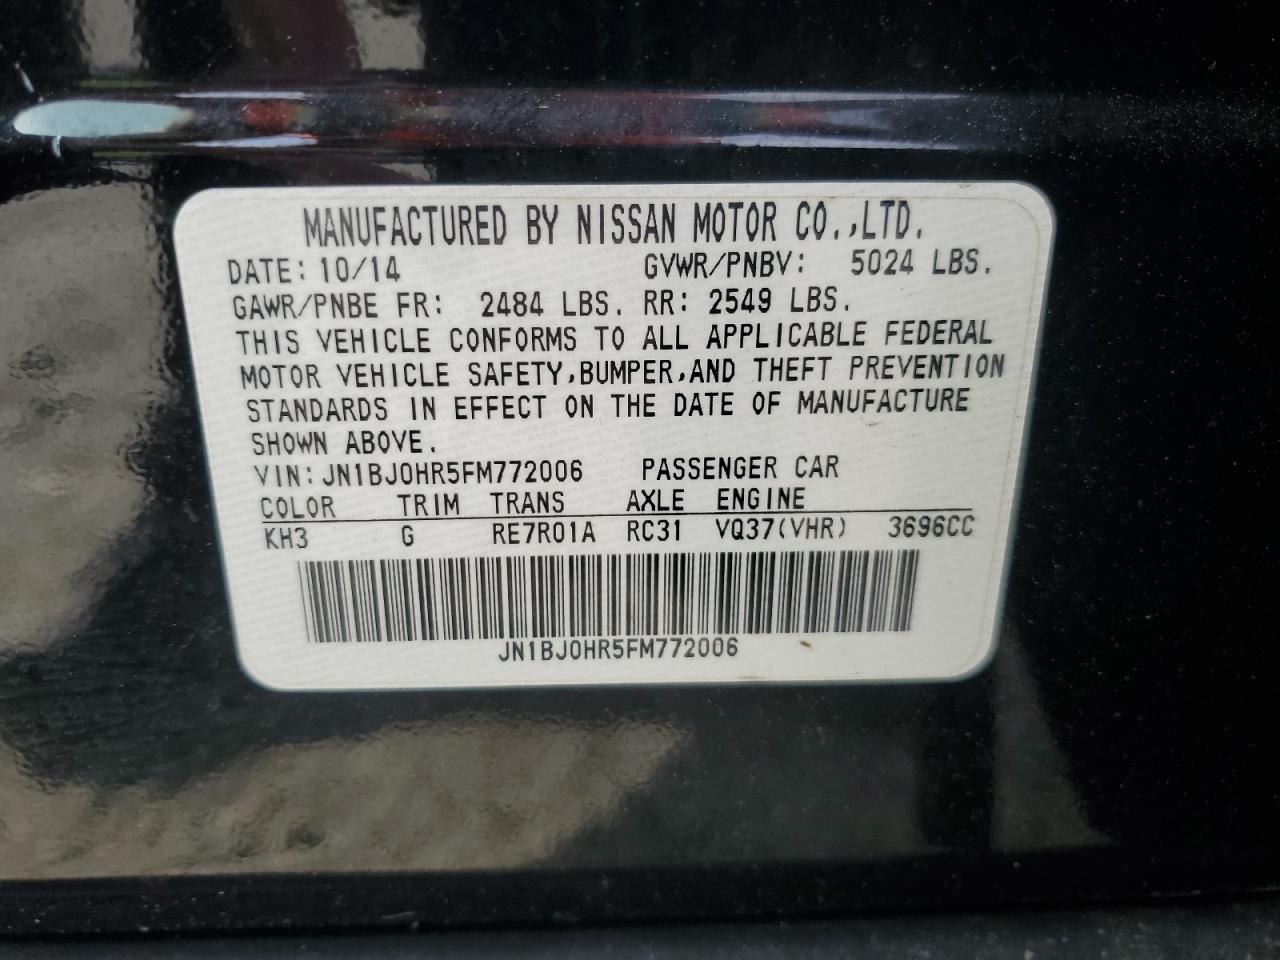 MANUFACTURED BY NISSAN MOTOR CO.,LTD.
DATE: 10/14 GVWR/PNBV: 5024 LBS.
GAWR/PNBE FR: 2484 LBS. RR: 2549 LBS.
THIS VEHICLE CONFORMS TO ALL APPLICABLE FEDERAL
MOTOR VEHICLE SAFETY,BUMPER,AND THEFT PREVENTION
STANDARDS IN EFFECT ON THE DATE OF MANUFACTURE
SHOWN ABOVE.
VIN:JN1BJ0HR5FM772006 PASSENGER CAR
COLOR TRIM TRANS AXLE ENGINE
KH3 G RE7R01A RC31 VQ37(VHR) 3696CC
JN1BJ0HR5FM772006